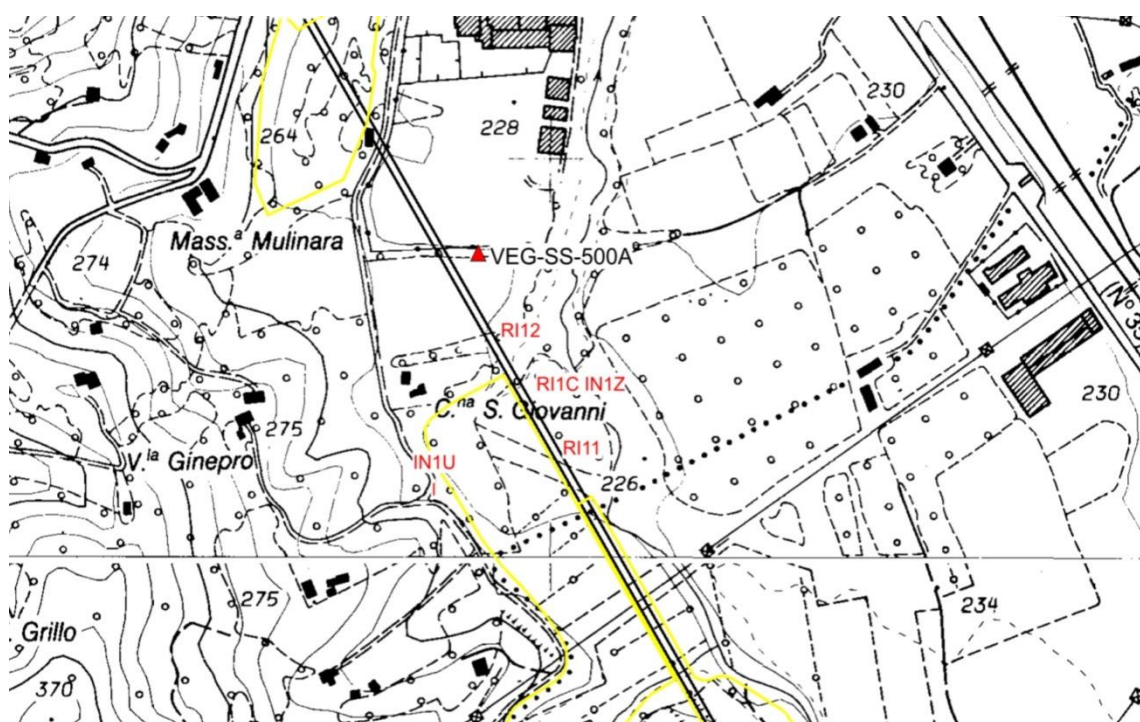 230
228
264
Mass.ª Mulinara
VEG-SS-500A
274
N° 33
RI12
RI1C IN1Z
C.na S. Giovanni
230
275
V.la Ginepro
RI11
IN1U
226
275
234
Grillo
370